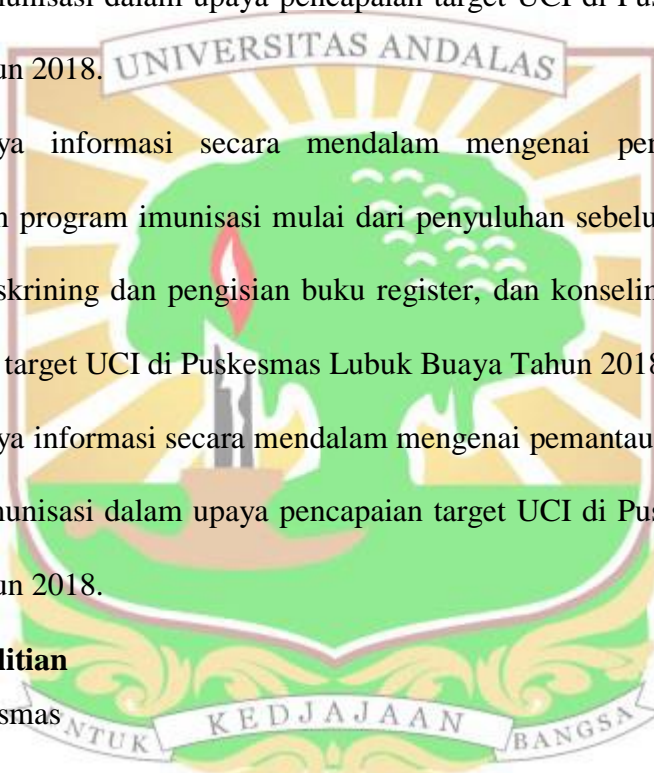 munisasi dalam upaya pencapaian target UCI di Pus
un 2018.
UNIVERSITAS ANDALAS
ya informasi secara mendalam mengenai per
n program imunisasi mulai dari penyuluhan sebelu
skrining dan pengisian buku register, dan konselin
target UCI di Puskesmas Lubuk Buaya Tahun 2018
ya informasi secara mendalam mengenai pemantau
munisasi dalam upaya pencapaian target UCI di Pus
un 2018.
litian
smas
NTUK KEDJAJAAN BANGSA